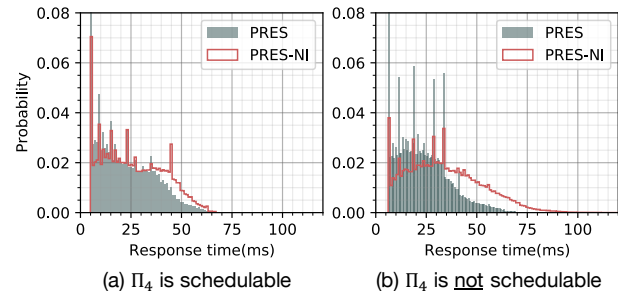 0.08
0.06
0.04
0.02
0.00
Probability
PRES
PRES-NI
0 25 50 75 100
Response time(ms)
(a) Π4 is schedulable
0.08
0.06
0.04
0.02
0.00
PRES
PRES-NI
0 25 50 75 100
Response time(ms)
(b) Π4 is not schedulable